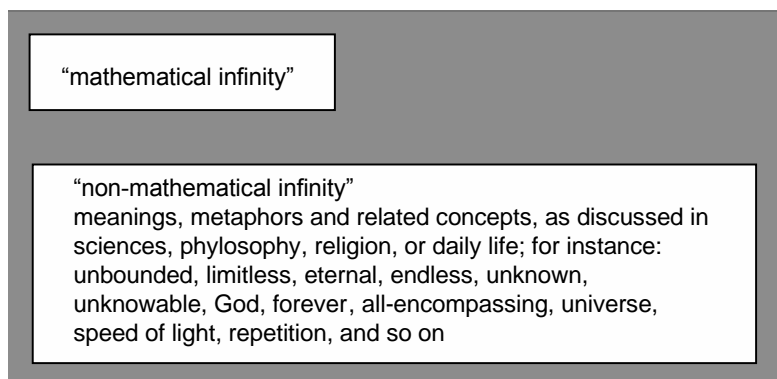 “mathematical infinity”
“non-mathematical infinity”
meanings, metaphors and related concepts, as discussed in
sciences, phylosophy, religion, or daily life; for instance:
unbounded, limitless, eternal, endless, unknown,
unknowable, God, forever, all-encompassing, universe,
speed of light, repetition, and so on